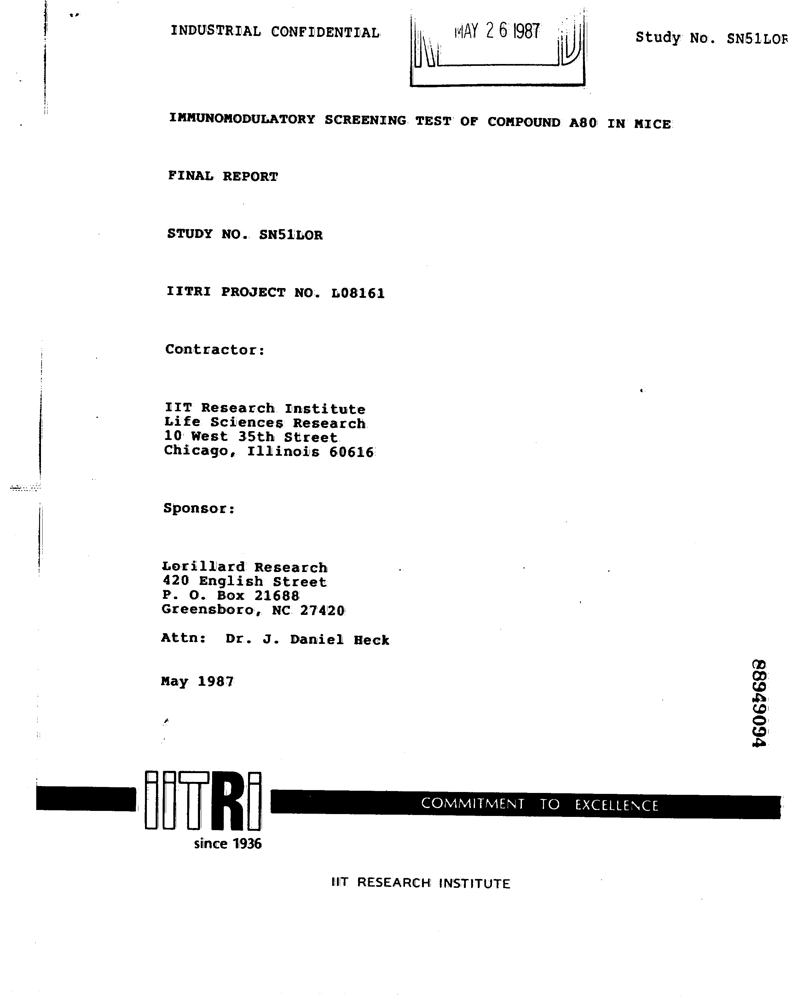 INDUSTRIAL CONFIDENTIAL
MAY 26 1987
Study No. SN51LOR
IMMUNOMODULATORY SCREENING TEST OF COMPOUND A80 IN MICE
FINAL REPORT
STUDY NO. SN51LOR
IITRI PROJECT NO. L08161
Contractor:
IIT Research Institute
Life Sciences Research
10 West 35th Street
Chicago, Illinois 60616
Sponsor:
Lorillard Research
420 English Street
P. O. Box 21688
Greensboro, NC 27420
Attn: Dr. J. Daniel Heck
May 1987
88949094
IITRI
since 1936
COMMITMENT TO EXCELLENCE
IIT RESEARCH INSTITUTE